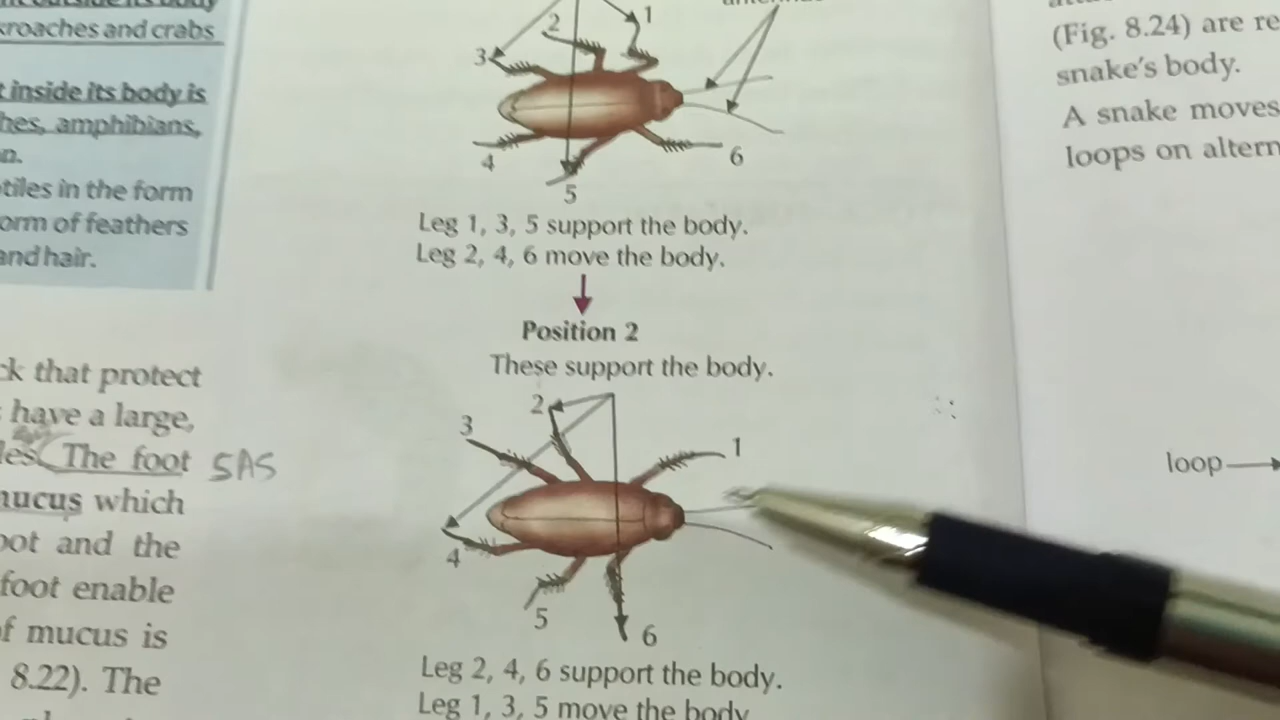 kroaches and crabs
t inside its body is
hes, amphibians,
n.
tiles in the form
orm of feathers
and hair.
ck that protect
have a large,
The foot SAS
mucus which
oot and the
foot enable
of mucus is
8.22). The
1
2
3
4
5
6
Leg 1, 3, 5 support the body.
Leg 2, 4, 6 move the body.
Position 2
These support the body.
2
3
1
4
5
6
Leg 2, 4, 6 support the body.
Leg 1, 3, 5 move the body
(Fig. 8.24) are re
snake's body.
A snake moves
loops on altern
loop